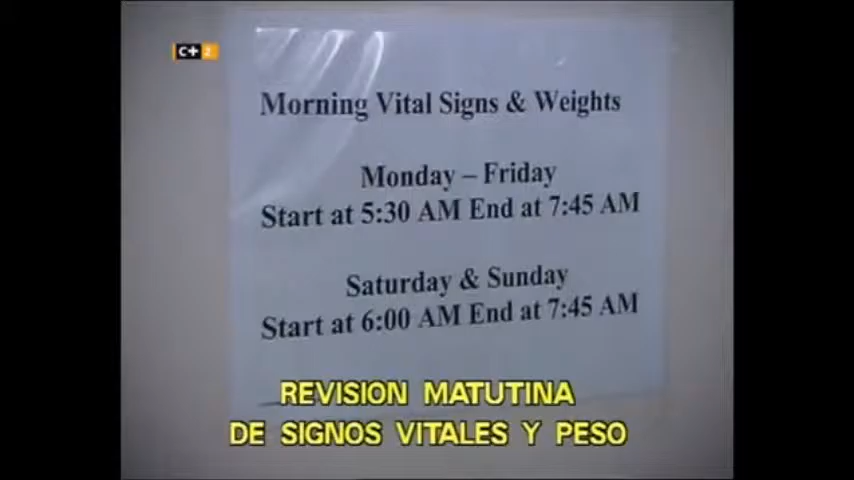 C+ 2
Morning Vital Signs & Weights
Monday – Friday
Start at 5:30 AM End at 7:45 AM
Saturday & Sunday
Start at 6:00 AM End at 7:45 AM
REVISION MATUTINA
DE SIGNOS VITALES Y PESO